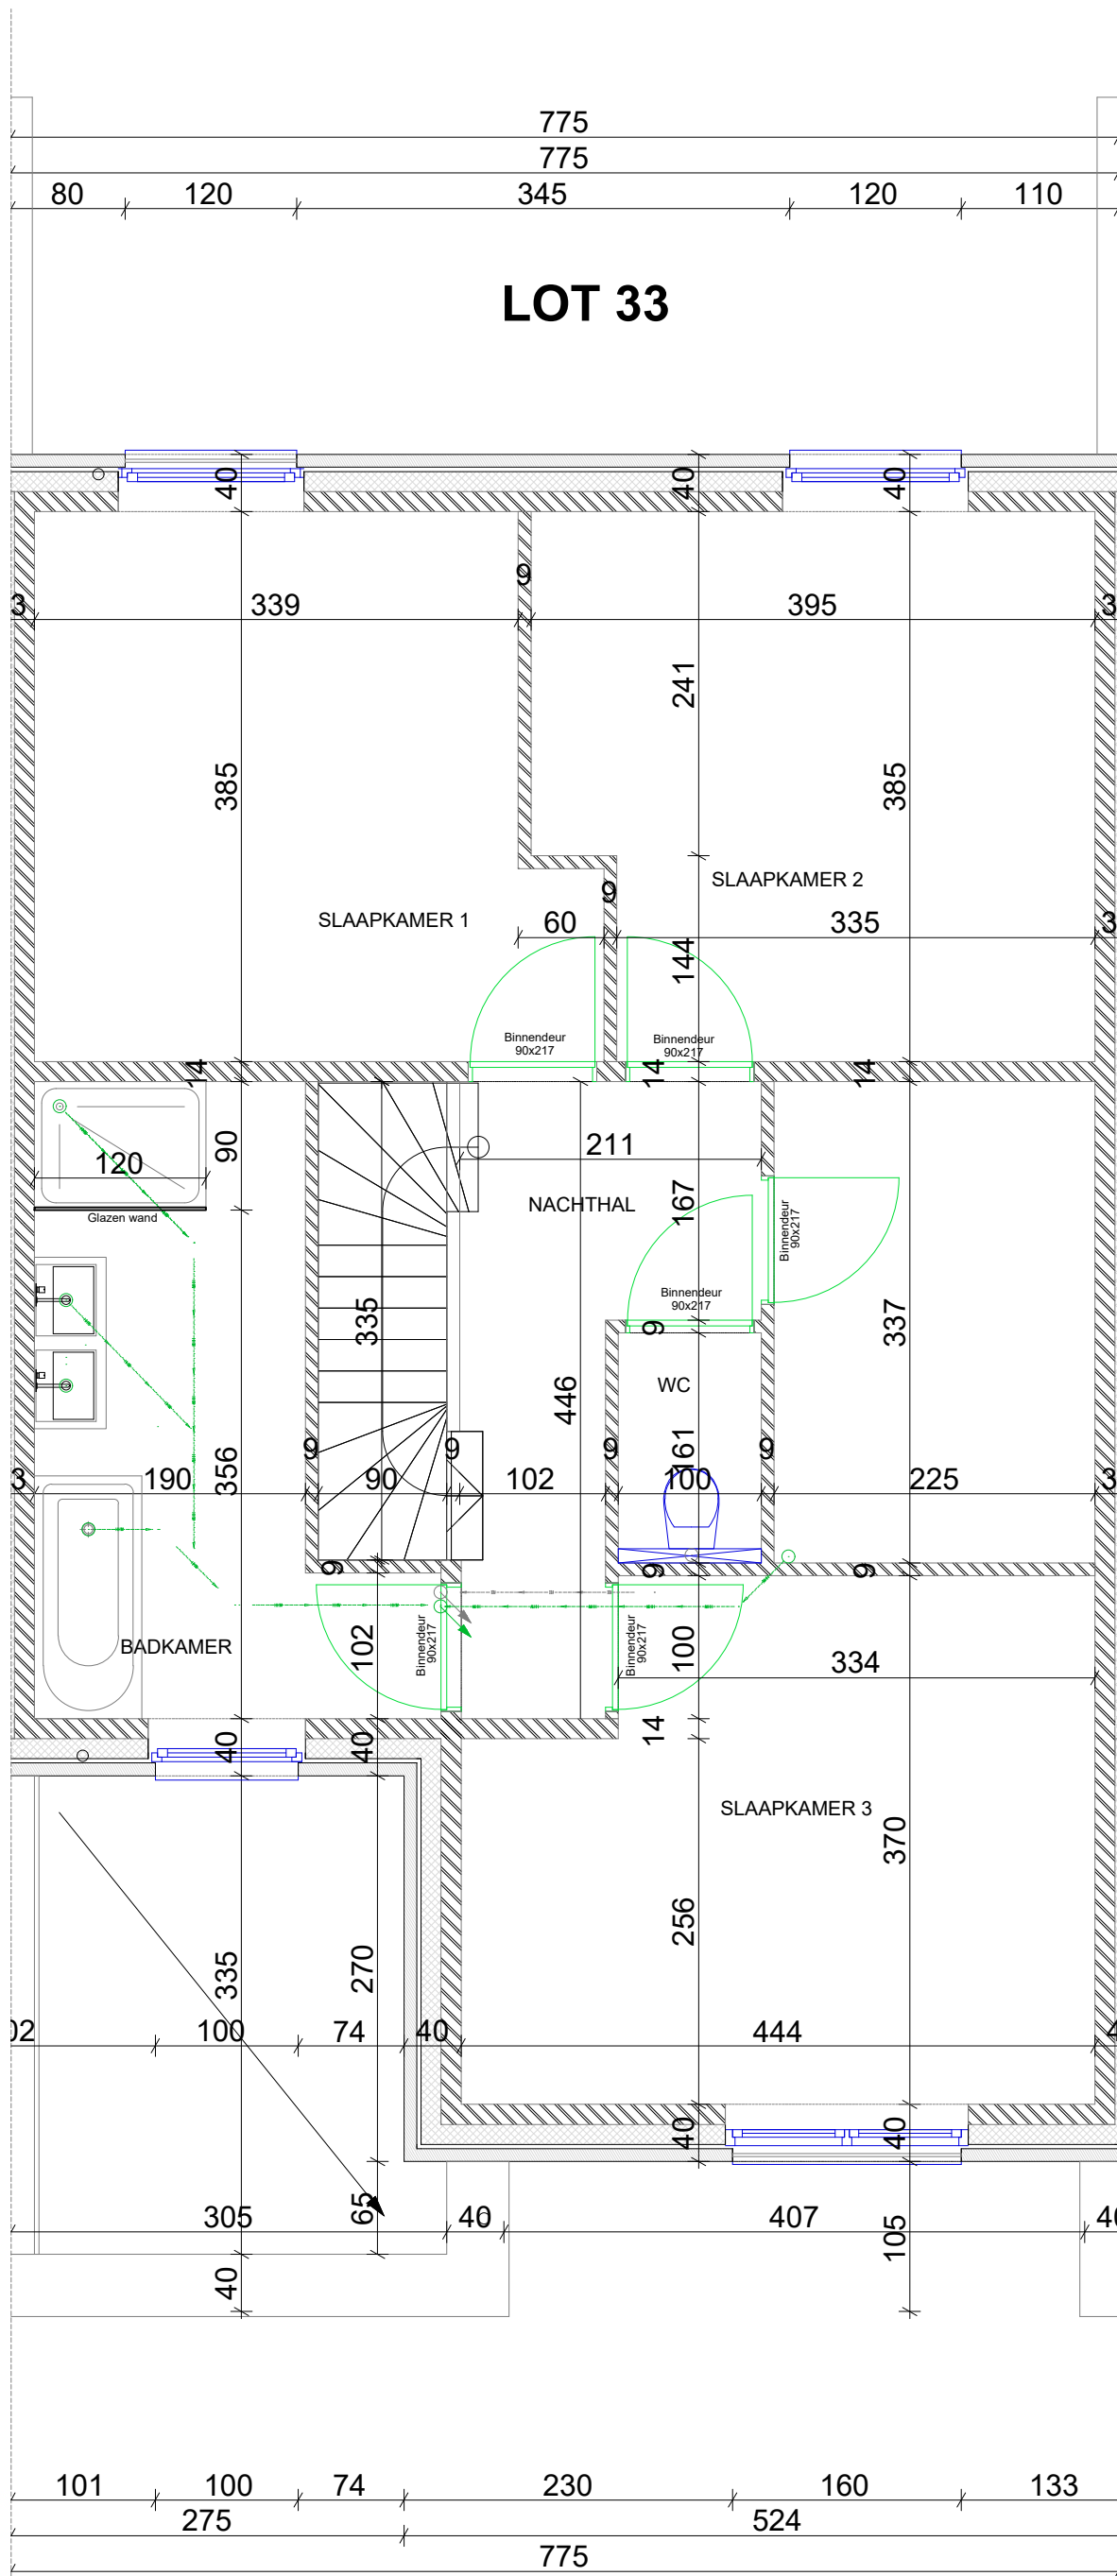 775
775
80 120 345 120 110
LOT 33
40 40 40
9
3 339 395 3
241
385 385
SLAAPKAMER 2
9
SLAAPKAMER 1
60 335 3
144
Binnendeur
90x217
Binnendeur
90x217
14 14 14
90
211
120
NACHTHAL 167
Glazen wand
Binnendeur
90x217
Binnendeur
90x217
335 9 337
WC
446
9 9 9 161 9
3 190 356 90 102 100 225 3
9 9 9
BADKAMER 102
Binnendeur
90x217
Binnendeur
90x217
100 334
40 40 14
SLAAPKAMER 3
370
256
335 270
02 100 74 40 444 4
40 40
305 65 40 407 40
105
40
101 100 74 230 160 133
275 524
775